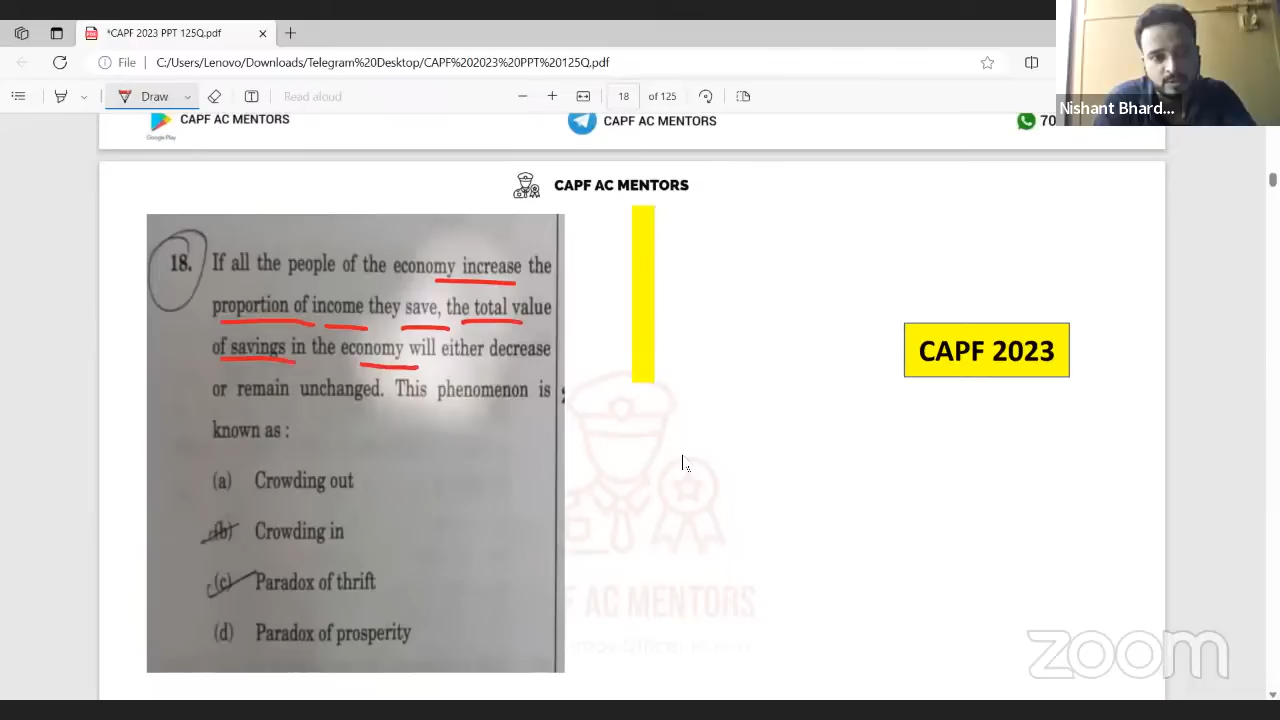 *CAPF 2023 PPT 125Q.pdf
File C:/Users/Lenovo/Downloads/Telegram%20Desktop/CAPF%202023%20PPT%20125Q.pdf
Draw Read aloud 18 of 125
Nishant Bhard...
Google Play
CAPF AC MENTORS
CAPF AC MENTORS
70
CAPF AC MENTORS
18. If all the people of the economy increase the
proportion of income they save, the total value
of savings in the economy will either decrease
or remain unchanged. This phenomenon is
known as :
(a) Crowding out
(b) Crowding in
(c) Paradox of thrift
(d) Paradox of prosperity
CAPF 2023
F AC MENTORS
zoom